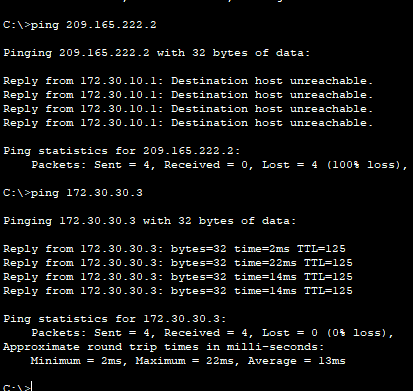 C:\>ping 209.165.222.2
Pinging 209.165.222.2 with 32 bytes of data:
Reply from 172.30.10.1: Destination host unreachable.
Reply from 172.30.10.1: Destination host unreachable.
Reply from 172.30.10.1: Destination host unreachable.
Reply from 172.30.10.1: Destination host unreachable.
Ping statistics for 209.165.222.2:
    Packets: Sent = 4, Received = 0, Lost = 4 (100% loss),
C:\>ping 172.30.30.3
Pinging 172.30.30.3 with 32 bytes of data:
Reply from 172.30.30.3: bytes=32 time=2ms TTL=125
Reply from 172.30.30.3: bytes=32 time=22ms TTL=125
Reply from 172.30.30.3: bytes=32 time=14ms TTL=125
Reply from 172.30.30.3: bytes=32 time=14ms TTL=125
Ping statistics for 172.30.30.3:
    Packets: Sent = 4, Received = 4, Lost = 0 (0% loss),
Approximate round trip times in milli-seconds:
    Minimum = 2ms, Maximum = 22ms, Average = 13ms
C:\>